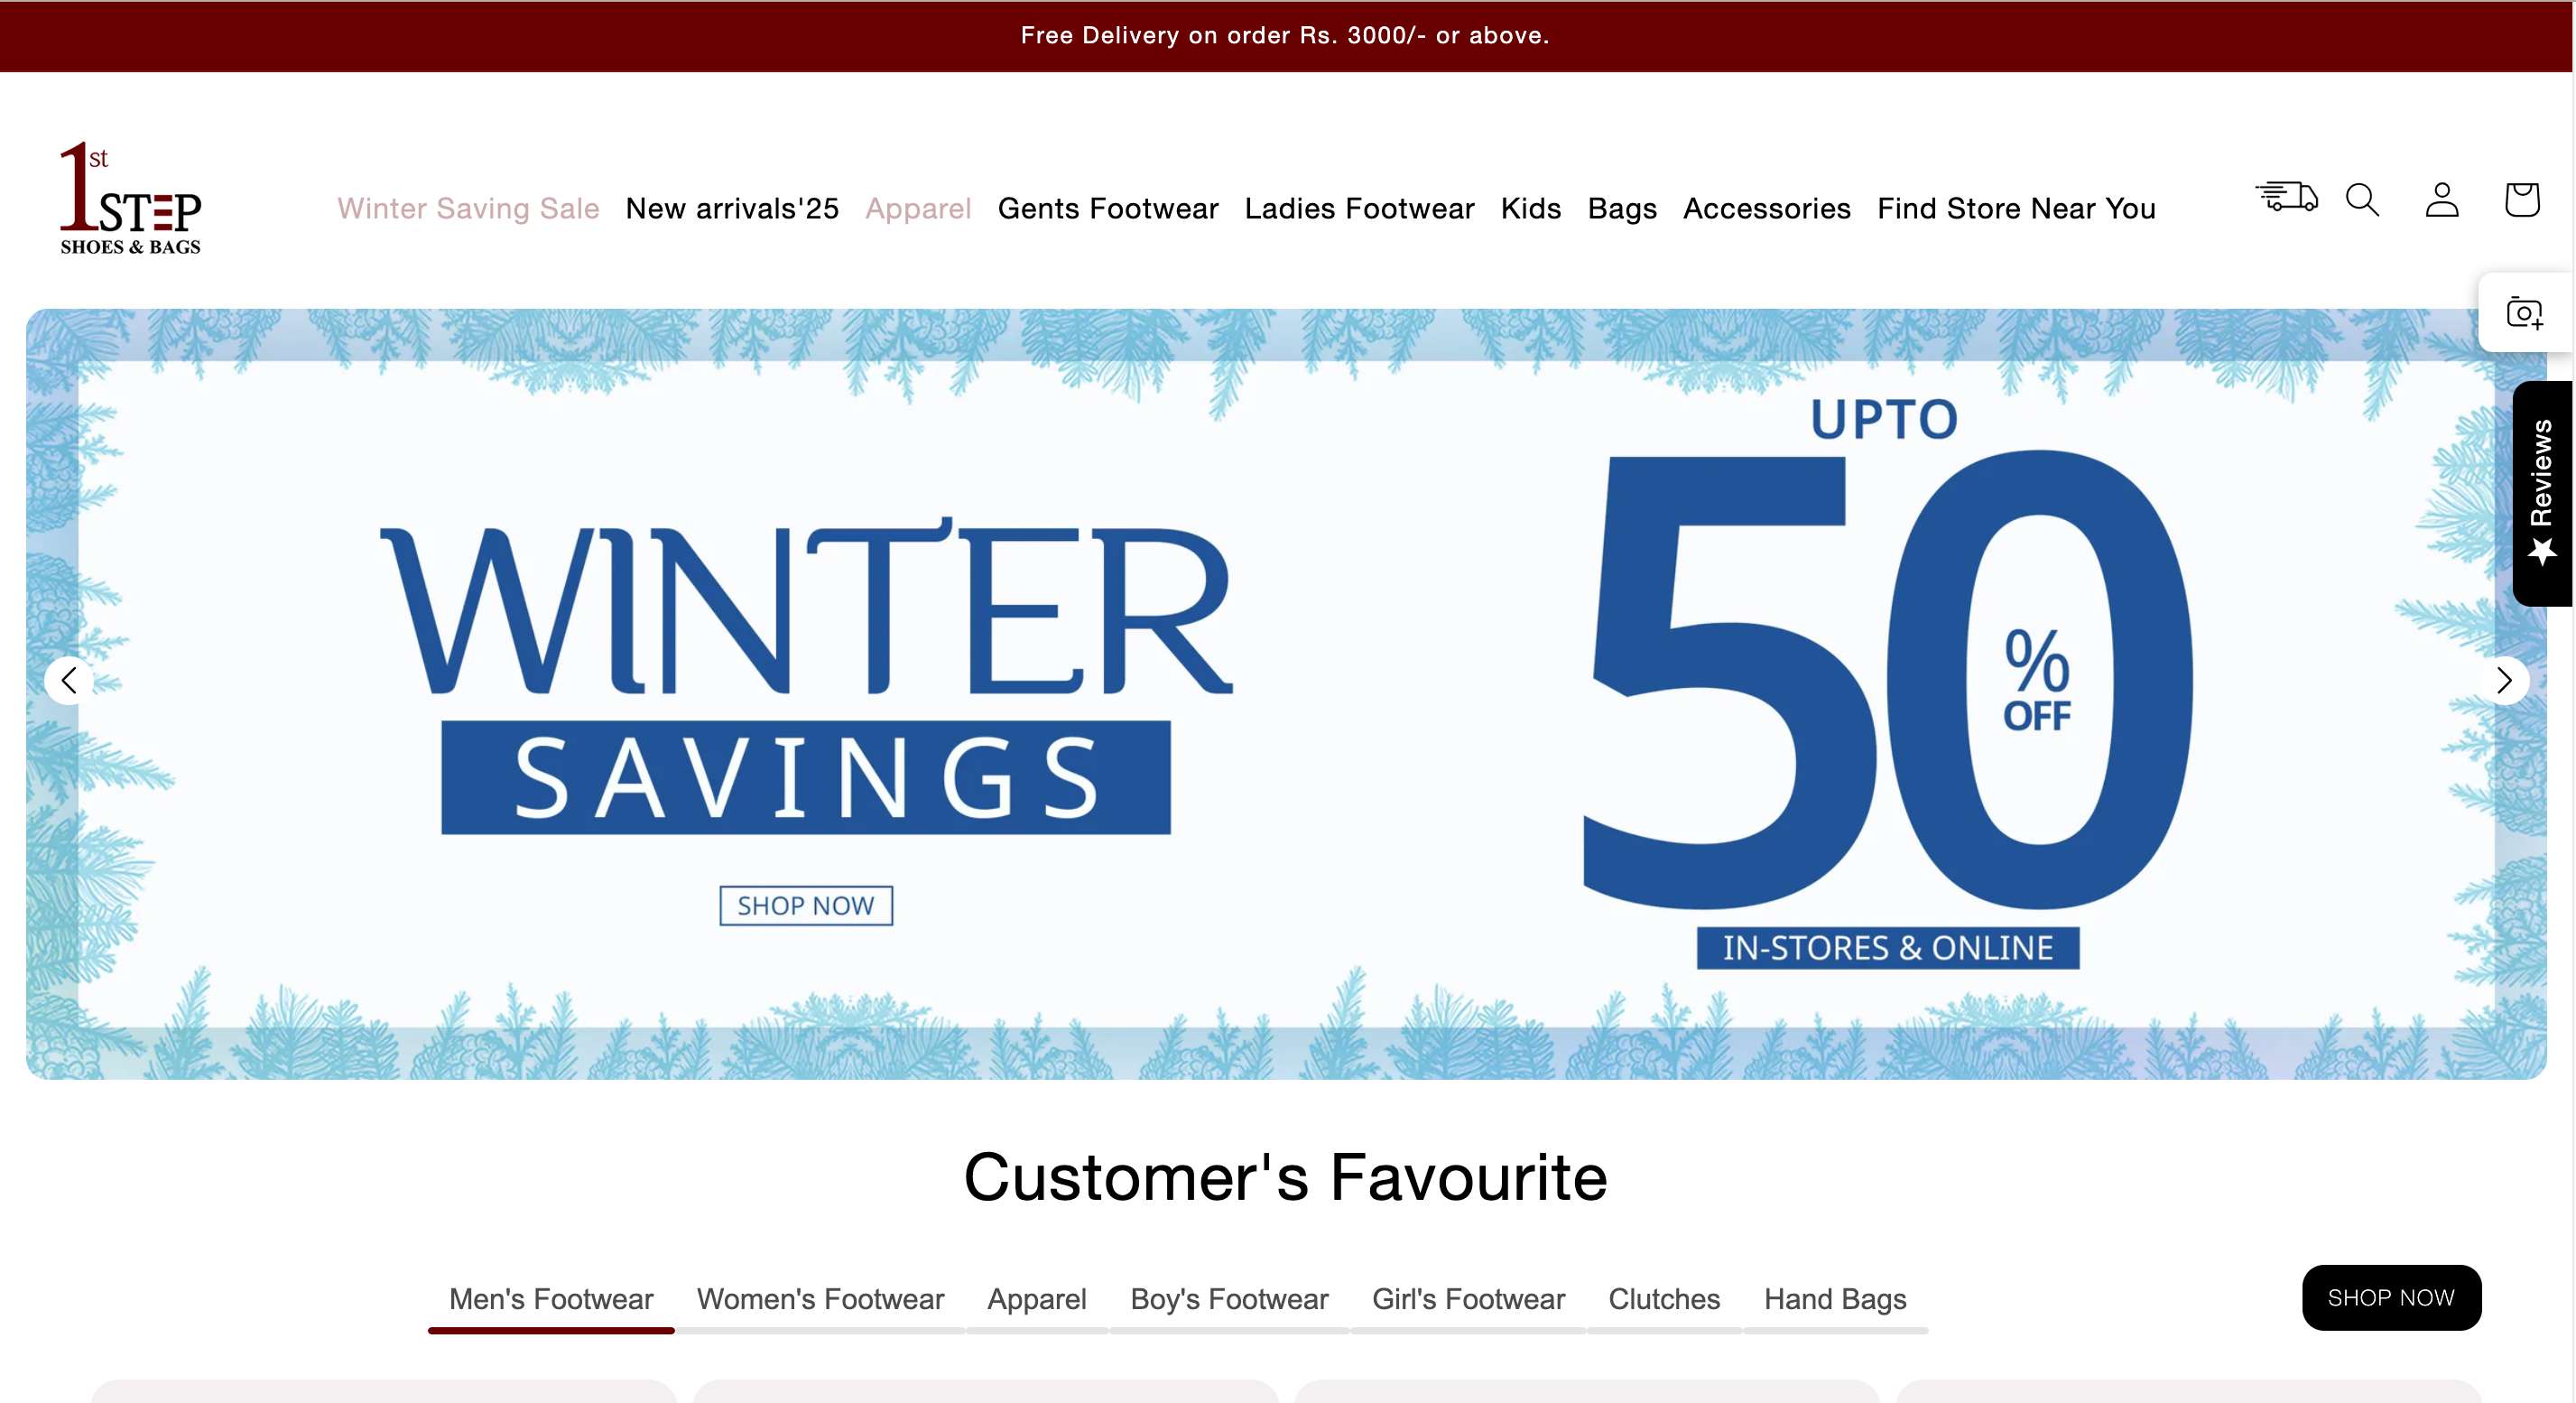 Free Delivery on order Rs. 3000/- or above.
1st
STEP
SHOES & BAGS
Winter Saving Sale New arrivals'25 Apparel Gents Footwear Ladies Footwear Kids Bags Accessories Find Store Near You
UPTO
50
% OFF
WINTER
SAVINGS
SHOP NOW
IN-STORES & ONLINE
Reviews
Customer's Favourite
Men's Footwear Women's Footwear Apparel Boy's Footwear Girl's Footwear Clutches Hand Bags
SHOP NOW